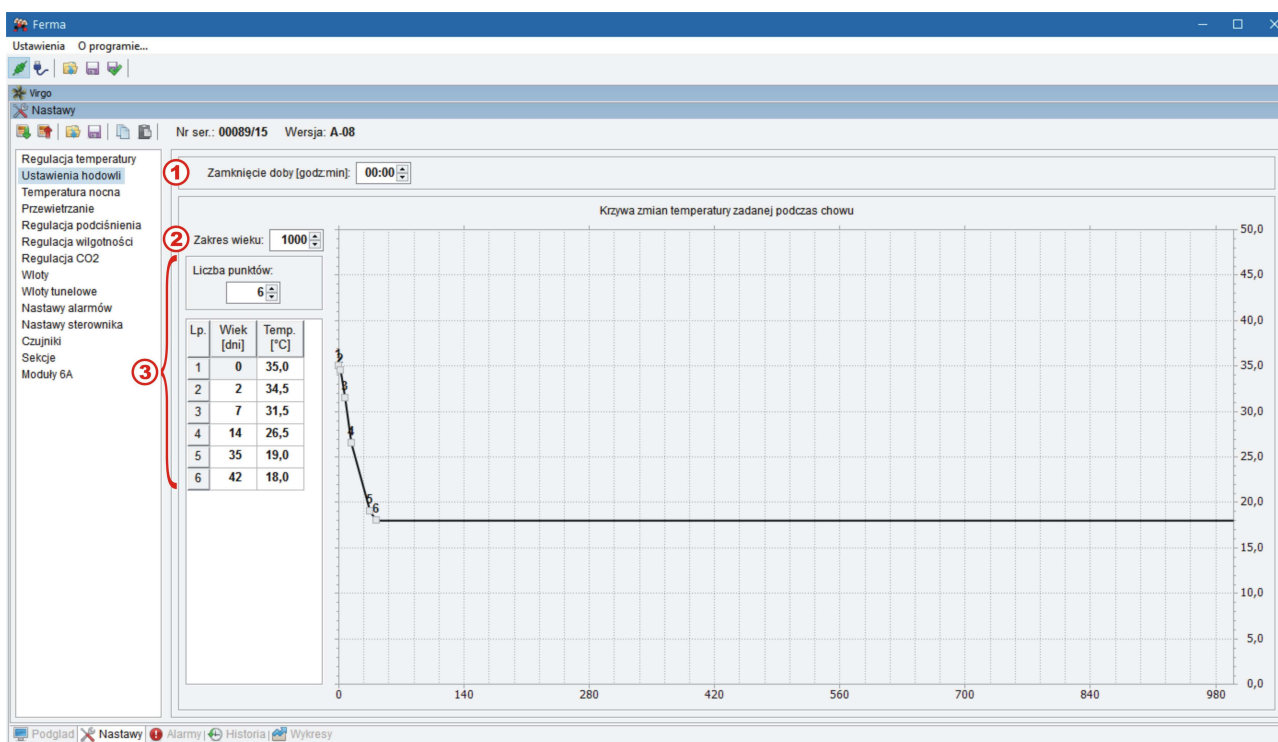 Ferma
Ustawienia O programie...
Virgo
Nastawy
Nr ser.: 00089/15 Wersja: A-08
Regulacja temperatury
Ustawienia hodowli
Temperatura nocna
Przewietrzanie
Regulacja podciśnienia
Regulacja wilgotności
Regulacja CO2
Wloty
Wloty tunelowe
Nastawy alarmów
Nastawy sterownika
Czujniki
Sekcje
Moduły 6A
1 Zamknięcie doby [godz:min]: 00:00
Krzywa zmian temperatury zadanej podczas chowu
2 Zakres wieku: 1000
3
Liczba punktów:
6
Lp. Wiek [dni] Temp. [°C]
1 0 35,0
2 2 34,5
3 7 31,5
4 14 26,5
5 35 19,0
6 42 18,0
1
2
3
4
5
6
50,0
45,0
40,0
35,0
30,0
25,0
20,0
15,0
10,0
5,0
0,0
0 140 280 420 560 700 840 980
Podgląd Nastawy Alarmy Historia Wykresy